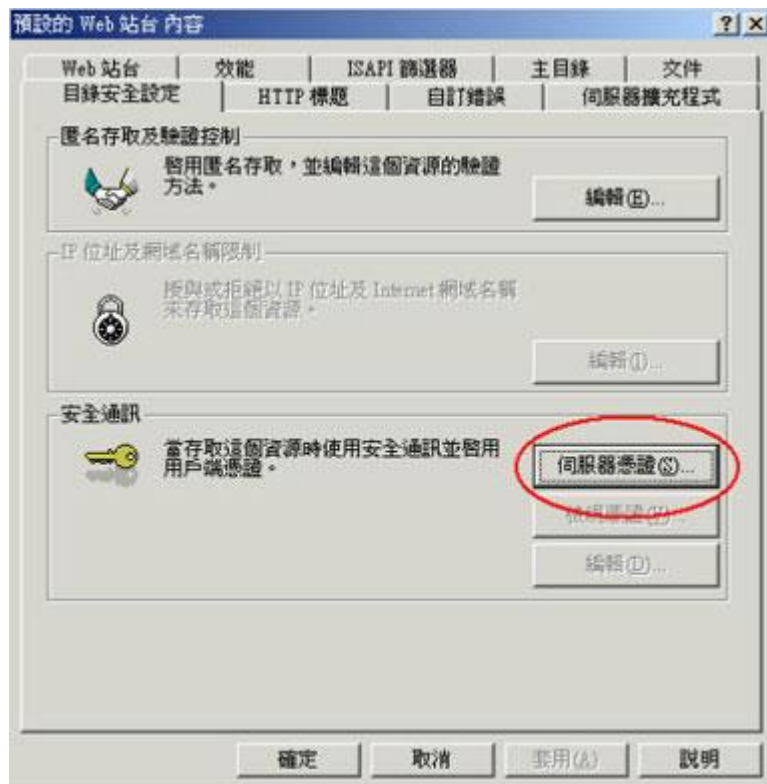 預設的 Web 站台 內容
Web 站台 效能 ISAPI 篩選器 主目錄 文件
目錄安全設定 HTTP 標題 自訂錯誤 伺服器擴充程式
匿名存取及驗證控制
啟用匿名存取，並編輯這個資源的驗證
方法。
編輯(E)...
IP 位址及網域名稱限制
授與或拒絕以 IP 位址及 Internet 網域名稱
來存取這個資源。
編輯(I)...
安全通訊
當存取這個資源時使用安全通訊並啟用
用戶端憑證。
伺服器憑證(S)...
檢視憑證(V)...
編輯(D)...
確定 取消 套用(A) 說明